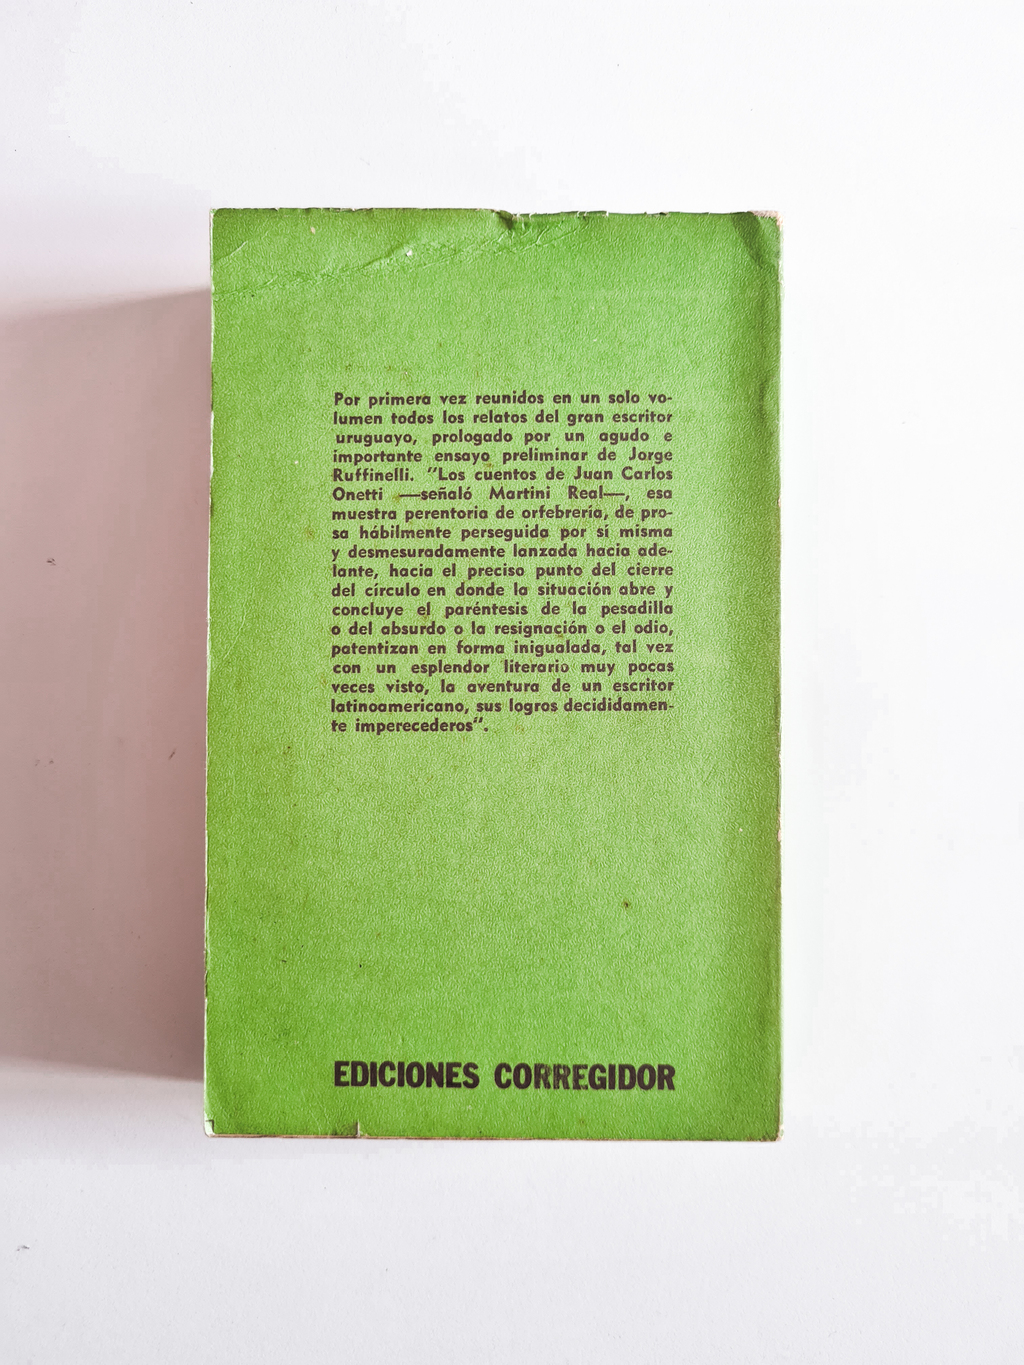 Por primera vez reunidos en un solo vo-
lumen todos los relatos del gran escritor
uruguayo, prologado por un agudo e
importante ensayo preliminar de Jorge
Ruffinelli. "Los cuentos de Juan Carlos
Onetti —señaló Martini Real—, esa
muestra perentoria de orfebrería, de pro-
sa hábilmente perseguida por sí misma
y desmesuradamente lanzada hacia ade-
lante, hacia el preciso punto del cierre
del círculo en donde la situación abre y
concluye el paréntesis de la pesadilla
o del absurdo o la resignación o el odio,
patentizan en forma inigualada, tal vez
con un esplendor literario muy pocas
veces visto, la aventura de un escritor
latinoamericano, sus logros decididamen-
te imperecederos".
EDICIONES CORREGIDOR